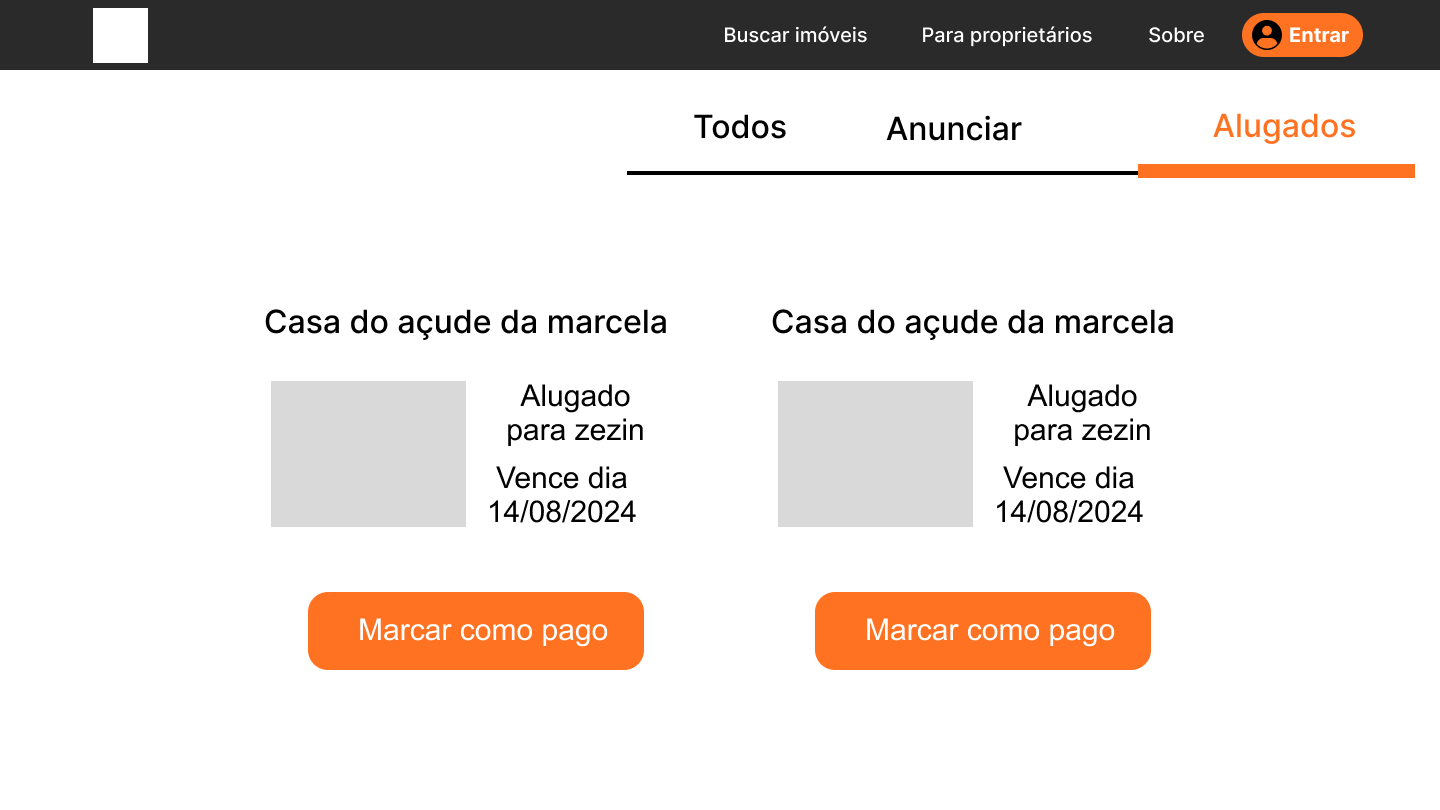 Buscar imóveis Para proprietários Sobre Entrar
Todos Anunciar Alugados
Casa do açude da marcela
Alugado
para zezin
Vence dia
14/08/2024
Marcar como pago
Casa do açude da marcela
Alugado
para zezin
Vence dia
14/08/2024
Marcar como pago